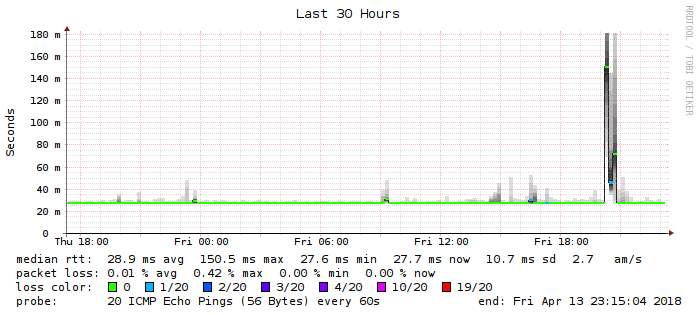 Last 30 Hours
RRDTOOL / TOBI OETIKER
Seconds
180 m
160 m
140 m
120 m
100 m
80 m
60 m
40 m
20 m
0
Thu 18:00 Fri 00:00 Fri 06:00 Fri 12:00 Fri 18:00
median rtt: 28.9 ms avg 150.5 ms max 27.6 ms min 27.7 ms now 10.7 ms sd 2.7 am/s
packet loss: 0.01 % avg 0.42 % max 0.00 % min 0.00 % now
loss color: 0 1/20 2/20 3/20 4/20 10/20 19/20
probe: 20 ICMP Echo Pings (56 Bytes) every 60s end: Fri Apr 13 23:15:04 2018